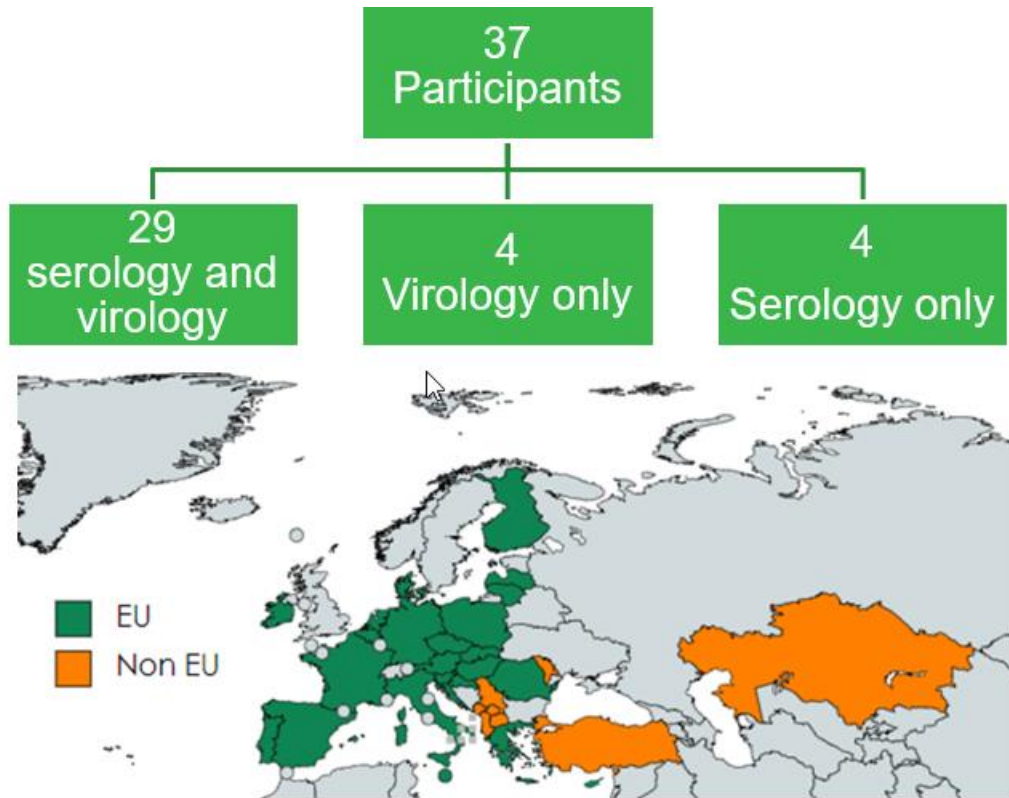 37
Participants
29
serology and
virology
4
Virology only
4
Serology only
EU
Non EU